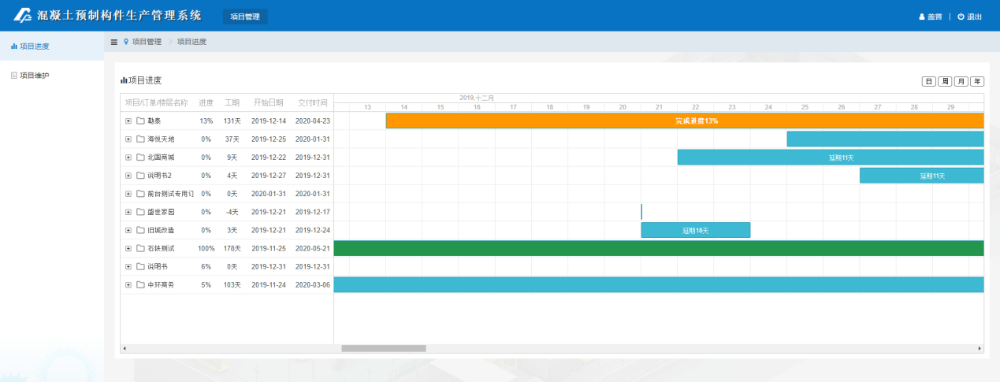 混凝土预制构件生产管理系统 项目管理 盖普 退出
项目进度 项目管理 项目进度
项目维护
项目进度 日 周 月 年
项目/订单/楼层名称 进度 工期 开始日期 交付时间 2019,十二月
13 14 15 16 17 18 19 20 21 22 23 24 25 26 27 28 29
勒泰 13% 131天 2019-12-14 2020-04-23 完成进度13%
海悦天地 0% 37天 2019-12-25 2020-01-31
北国商城 0% 9天 2019-12-22 2019-12-31 延期11天
说明书2 0% 4天 2019-12-27 2019-12-31 延期11天
前台测试专用订 0% 0天 2020-01-31 2020-01-31
盛世家园 0% -4天 2019-12-21 2019-12-17
旧城改造 0% 3天 2019-12-21 2019-12-24 延期18天
石铁测试 100% 178天 2019-11-25 2020-05-21
说明书 6% 0天 2019-12-31 2019-12-31
中环商务 5% 103天 2019-11-24 2020-03-06